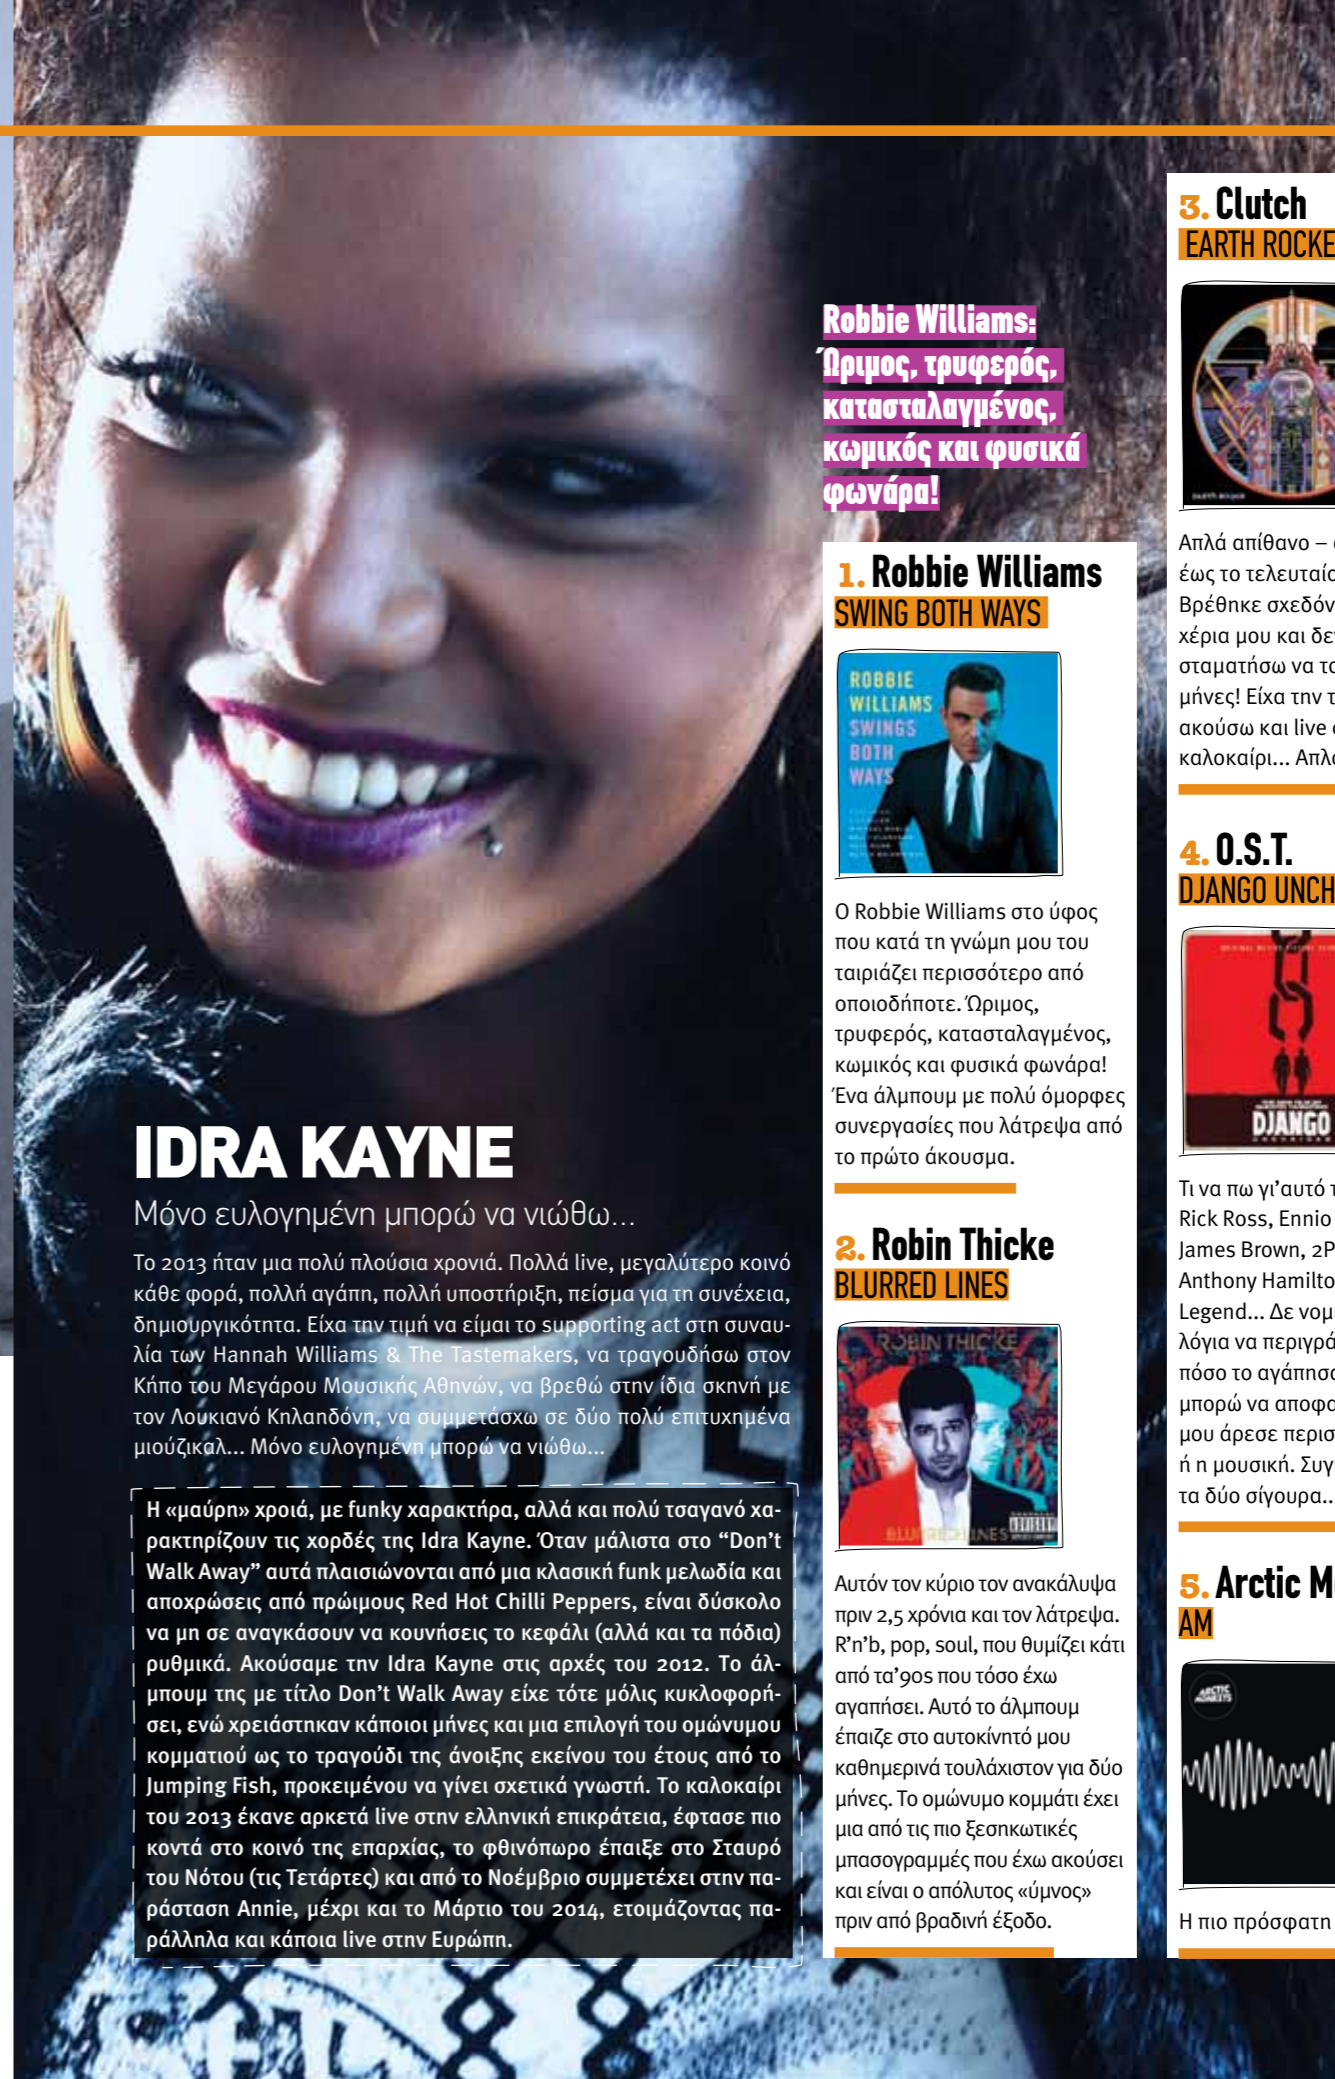 IDRA KAYNE
Μόνο ευλογημένη μπορώ να νιώθω...
Το 2013 ήταν μια πολύ πλούσια χρονιά. Πολλά live, μεγαλύτερο κοινό
κάθε φορά, πολλή αγάπη, πολλή υποστήριξη, πείσμα για τη συνέχεια,
δημιουργικότητα. Είχα την τιμή να είμαι το supporting act στη συναυ-
λία των Hannah Williams & The Tastemakers, να τραγουδήσω στον
Κήπο του Μεγάρου Μουσικής Αθηνών, να βρεθώ στην ίδια σκηνή με
τον Λουκιανό Κηλανδόνη, να συμμετάσχω σε δύο πολύ επιτυχημένα
μιούζικαλ... Μόνο ευλογημένη μπορώ να νιώθω...
Η «μαύρη» χροιά, με funky χαρακτήρα, αλλά και πολύ τσαγανό χα-
ρακτηρίζουν τις χορδές της Idra Kayne. Όταν μάλιστα στο “Don’t
Walk Away” αυτά πλαισιώνονται από μια κλασική funk μελωδία και
αποχρώσεις από πρώιμους Red Hot Chilli Peppers, είναι δύσκολο
να μη σε αναγκάσουν να κουνήσεις το κεφάλι (αλλά και τα πόδια)
ρυθμικά. Ακούσαμε την Idra Kayne στις αρχές του 2012. Το άλ-
μπουμ της με τίτλο Don’t Walk Away είχε τότε μόλις κυκλοφορή-
σει, ενώ χρειάστηκαν κάποιοι μήνες και μια επιλογή του ομώνυμου
κομματιού ως το τραγούδι της άνοιξης εκείνου του έτους από το
Jumping Fish, προκειμένου να γίνει σχετικά γνωστή. Το καλοκαίρι
του 2013 έκανε αρκετά live στην ελληνική επικράτεια, έφτασε πιο
κοντά στο κοινό της επαρχίας, το φθινόπωρο έπαιξε στο Σταυρό
του Νότου (τις Τετάρτες) και από το Νοέμβριο συμμετέχει στην πα-
ράσταση Annie, μέχρι και το Μάρτιο του 2014, ετοιμάζοντας πα-
ράλληλα και κάποια live στην Ευρώπη.
Robbie Williams:
Ώριμος, τρυφερός,
κατασταλαγμένος,
κωμικός και φυσικά
φωνάρα!
1. Robbie Williams
SWING BOTH WAYS
ROBBIE
WILLIAMS
SWINGS
BOTH
WAYS
Ο Robbie Williams στο ύφος
που κατά τη γνώμη μου του
ταιριάζει περισσότερο από
οποιοδήποτε. Ώριμος,
τρυφερός, κατασταλαγμένος,
κωμικός και φυσικά φωνάρα!
Ένα άλμπουμ με πολύ όμορφες
συνεργασίες που λάτρεψα από
το πρώτο άκουσμα.
2. Robin Thicke
BLURRED LINES
ROBIN THICKE
BLURRED LINES
Αυτόν τον κύριο τον ανακάλυψα
πριν 2,5 χρόνια και τον λάτρεψα.
R’n’b, pop, soul, που θυμίζει κάτι
από τα’90s που τόσο έχω
αγαπήσει. Αυτό το άλμπουμ
έπαιζε στο αυτοκίνητό μου
καθημερινά τουλάχιστον για δύο
μήνες. Το ομώνυμο κομμάτι έχει
μια από τις πιο ξεσηκωτικές
μπασογραμμές που έχω ακούσει
και είναι ο απόλυτος «ύμνος»
πριν από βραδινή έξοδο.
3. Clutch
EARTH ROCKE
EARTH ROCKER
Απλά απίθανο –
έως το τελευταίο
Βρέθηκε σχεδόν
χέρια μου και δεν
σταματήσω να το
μήνες! Είχα την τ
ακούσω και live
καλοκαίρι... Απλά
4. O.S.T.
DJANGO UNCH
DJANGO
Τι να πω γι’αυτό τ
Rick Ross, Ennio
James Brown, 2P
Anthony Hamilto
Legend... Δε νομί
λόγια να περιγρά
πόσο το αγάπησα
μπορώ να αποφα
μου άρεσε περισ
ή η μουσική. Συγ
τα δύο σίγουρα..
5. Arctic M
AM
ARCTIC
MONKEYS
Η πιο πρόσφατη